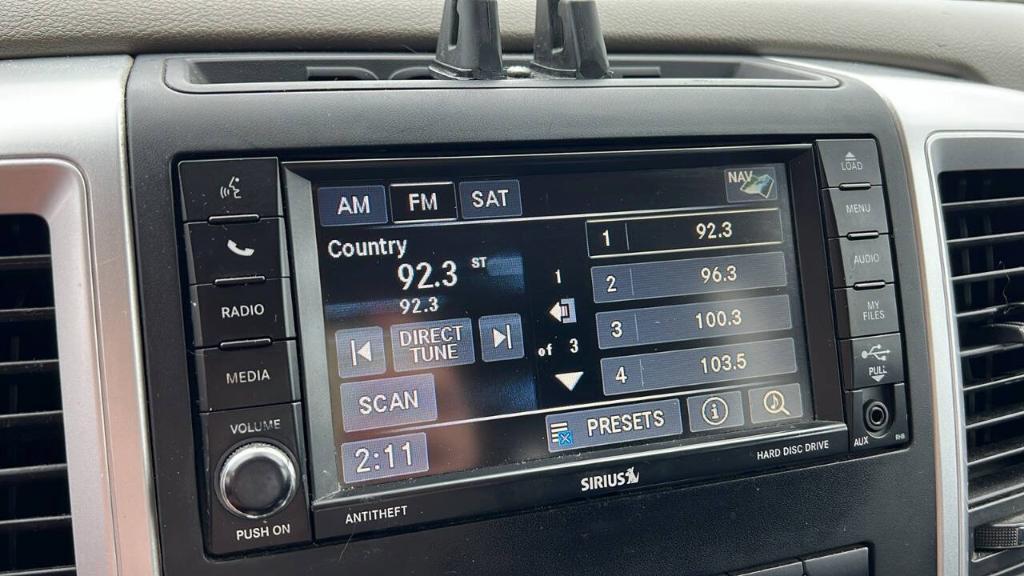 RADIO
MEDIA
VOLUME
PUSH ON
AM FM SAT NAV
Country
92.3 ST
92.3
DIRECT
TUNE
SCAN
2:11
1
of 3
1 92.3
2 96.3
3 100.3
4 103.5
PRESETS
ANTITHEFT
SIRIUS
HARD DISC DRIVE
LOAD
MENU
AUDIO
MY
FILES
PULL
AUX
RHR